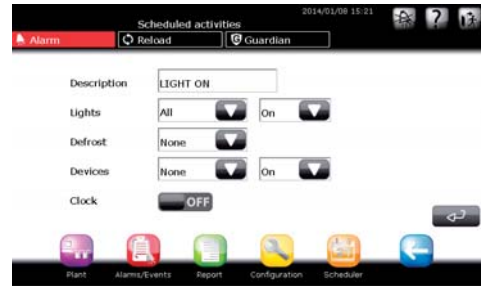 2014/01/08 15:21
Scheduled activities
Alarm Reload Guardian
Description LIGHT ON
Lights All On
Defrost None
Devices None On
Clock OFF
Plant Alarms/Events Report Configuration Scheduler